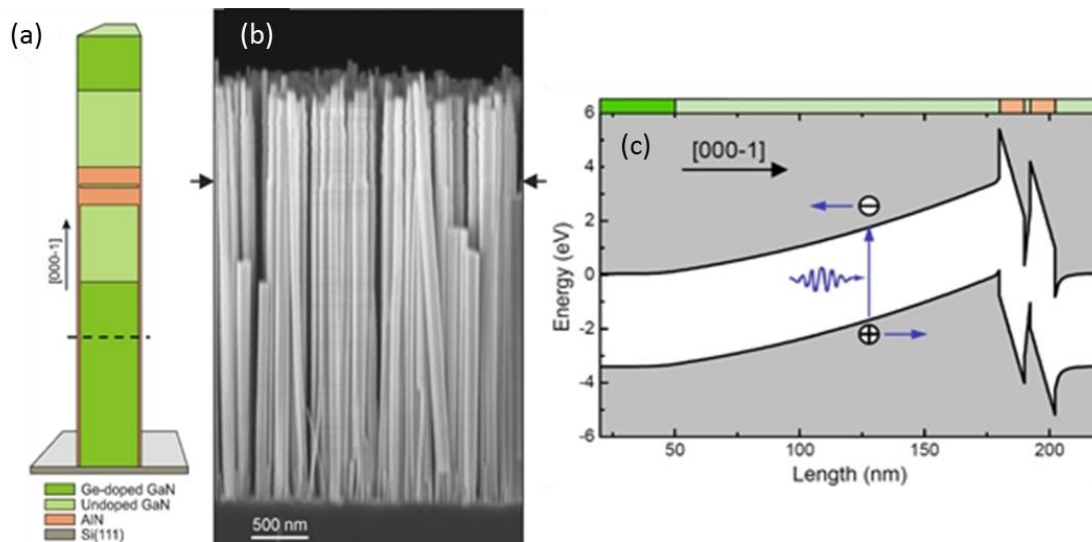 (a)
[000-1]
Ge-doped GaN
Undoped GaN
AlN
Si(111)
(b)
500 nm
(c)
[000-1]
Energy (eV)
4
2
0
-2
-4
-6
50
100
150
200
Length (nm)